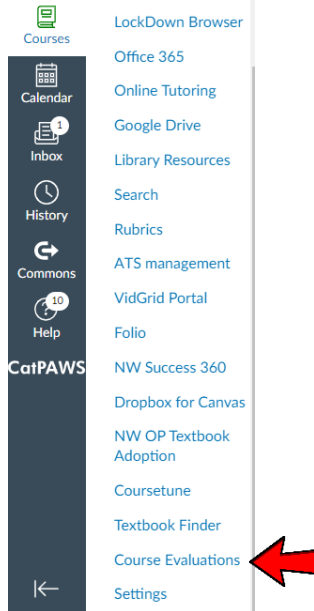 Courses
Calendar
1
Inbox
History
Commons
10
Help
CatPAWS
LockDown Browser
Office 365
Online Tutoring
Google Drive
Library Resources
Search
Rubrics
ATS management
VidGrid Portal
Folio
NW Success 360
Dropbox for Canvas
NW OP Textbook
Adoption
Coursetune
Textbook Finder
Course Evaluations
Settings